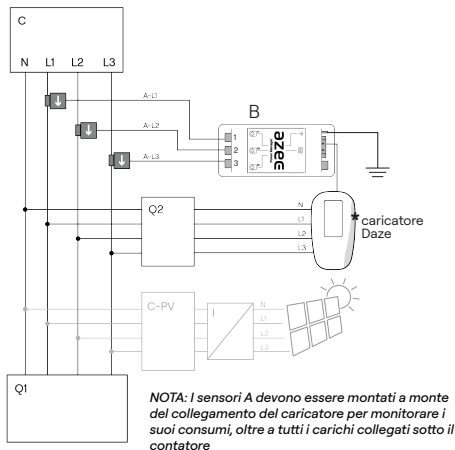 C
N L1 L2 L3
A-L1
A-L2
A-L3
B
1
2
3
Daze
Q2
N
L1
L2
L3
* caricatore
Daze
C-PV
I
N
L1
L2
L3
Q1
NOTA: I sensori A devono essere montati a monte
del collegamento del caricatore per monitorare i
suoi consumi, oltre a tutti i carichi collegati sotto il
contatore